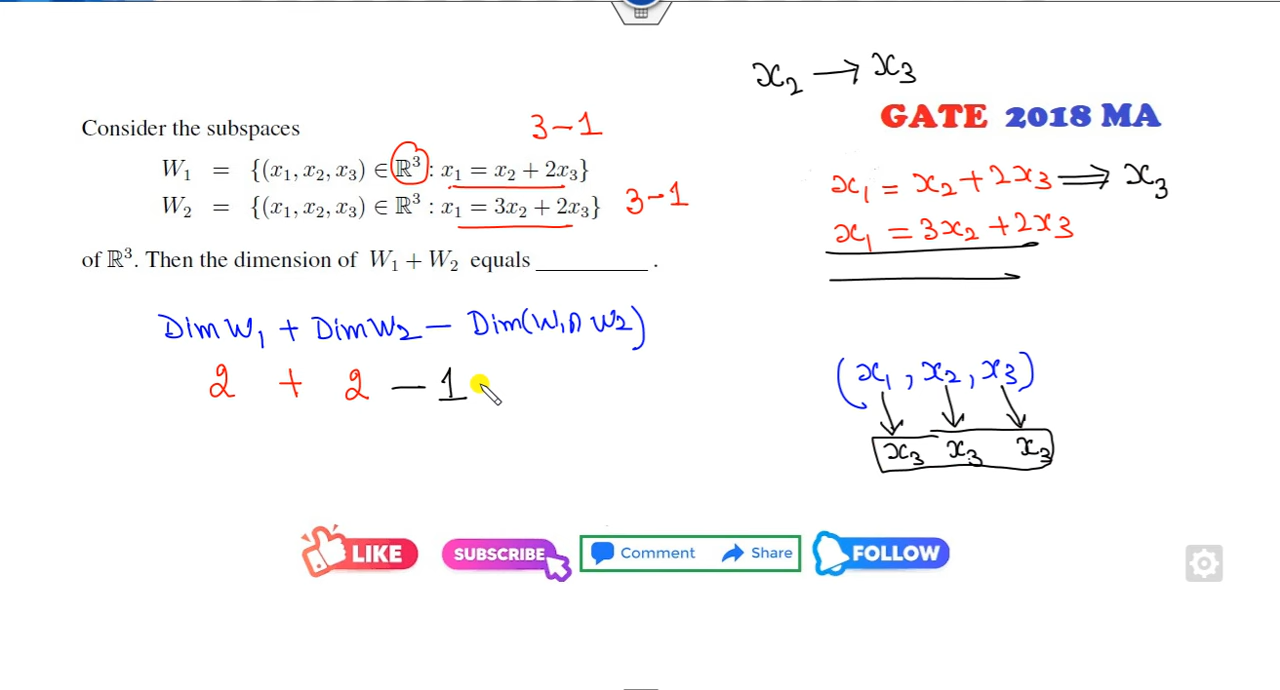 x₂ → x₃
GATE 2018 MA
Consider the subspaces
3-1
W₁ = {(x₁, x₂, x₃) ∈ ℝ³ : x₁ = x₂ + 2x₃}
W₂ = {(x₁, x₂, x₃) ∈ ℝ³ : x₁ = 3x₂ + 2x₃} 3-1
of ℝ³. Then the dimension of W₁ + W₂ equals __________ .
x₁ = x₂ + 2x₃ ⟹ x₃
x₁ = 3x₂ + 2x₃
Dim W₁ + Dim W₂ − Dim(W₁ ∩ W₂)
2 + 2 − 1
(x₁, x₂, x₃)
x₃ x₃ x₃
LIKE SUBSCRIBE Comment Share FOLLOW